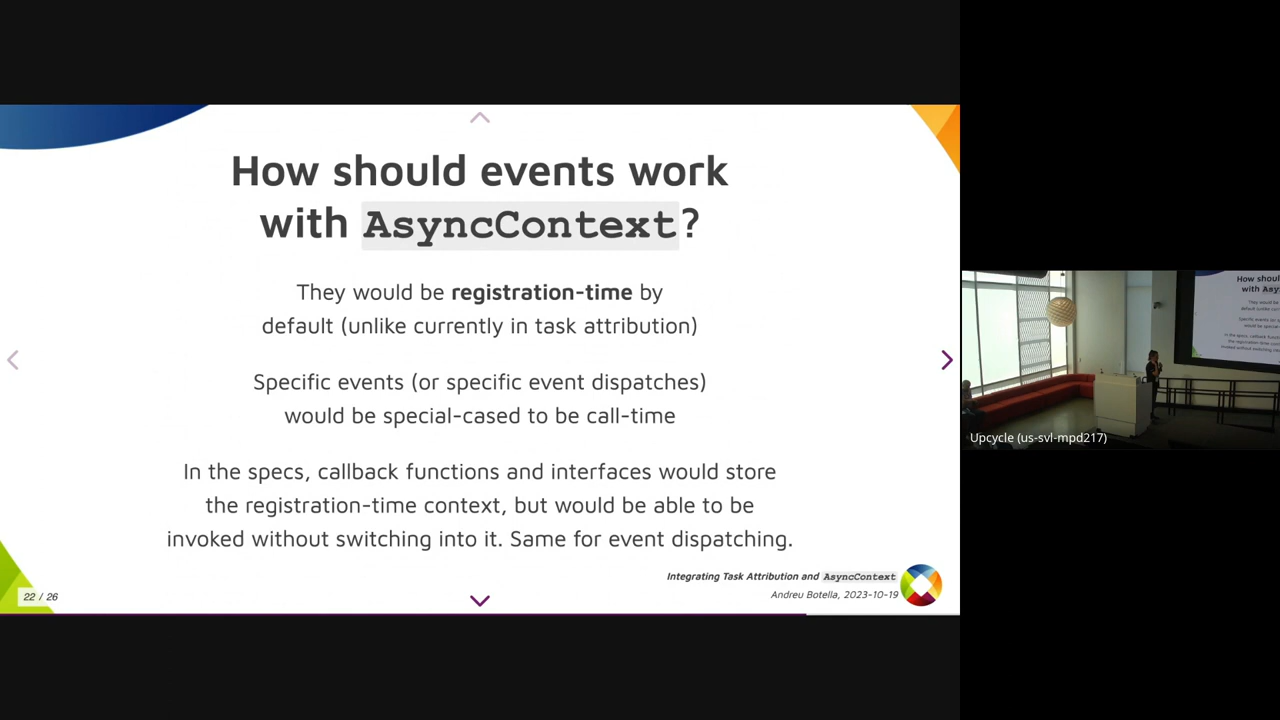 How should events work
with AsyncContext?
They would be registration-time by
default (unlike currently in task attribution)
Specific events (or specific event dispatches)
would be special-cased to be call-time
In the specs, callback functions and interfaces would store
the registration-time context, but would be able to be
invoked without switching into it. Same for event dispatching.
Integrating Task Attribution and AsyncContext
Andreu Botella, 2023-10-19
22 / 26
How should
with Asy
Upcycle (us-svl-mpd217)